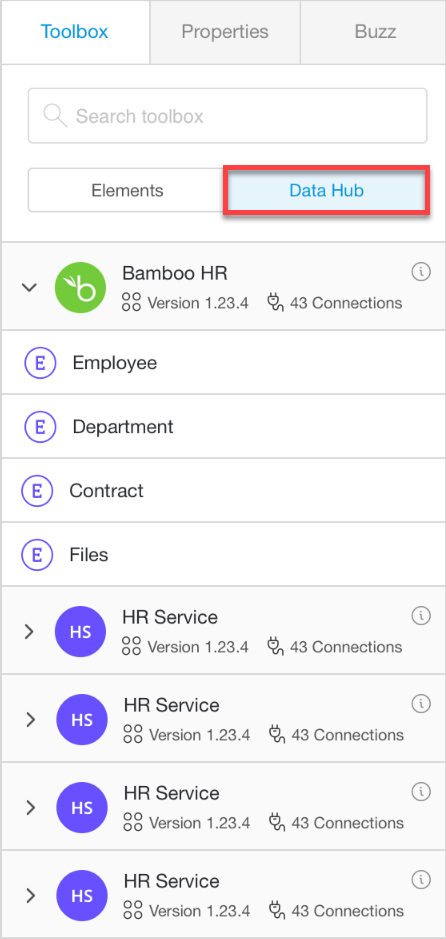 Toolbox Properties Buzz
Search toolbox
Elements Data Hub
Bamboo HR
Version 1.23.4 43 Connections
E Employee
E Department
E Contract
E Files
HR Service
HS
Version 1.23.4 43 Connections
HR Service
HS
Version 1.23.4 43 Connections
HR Service
HS
Version 1.23.4 43 Connections
HR Service
HS
Version 1.23.4 43 Connections